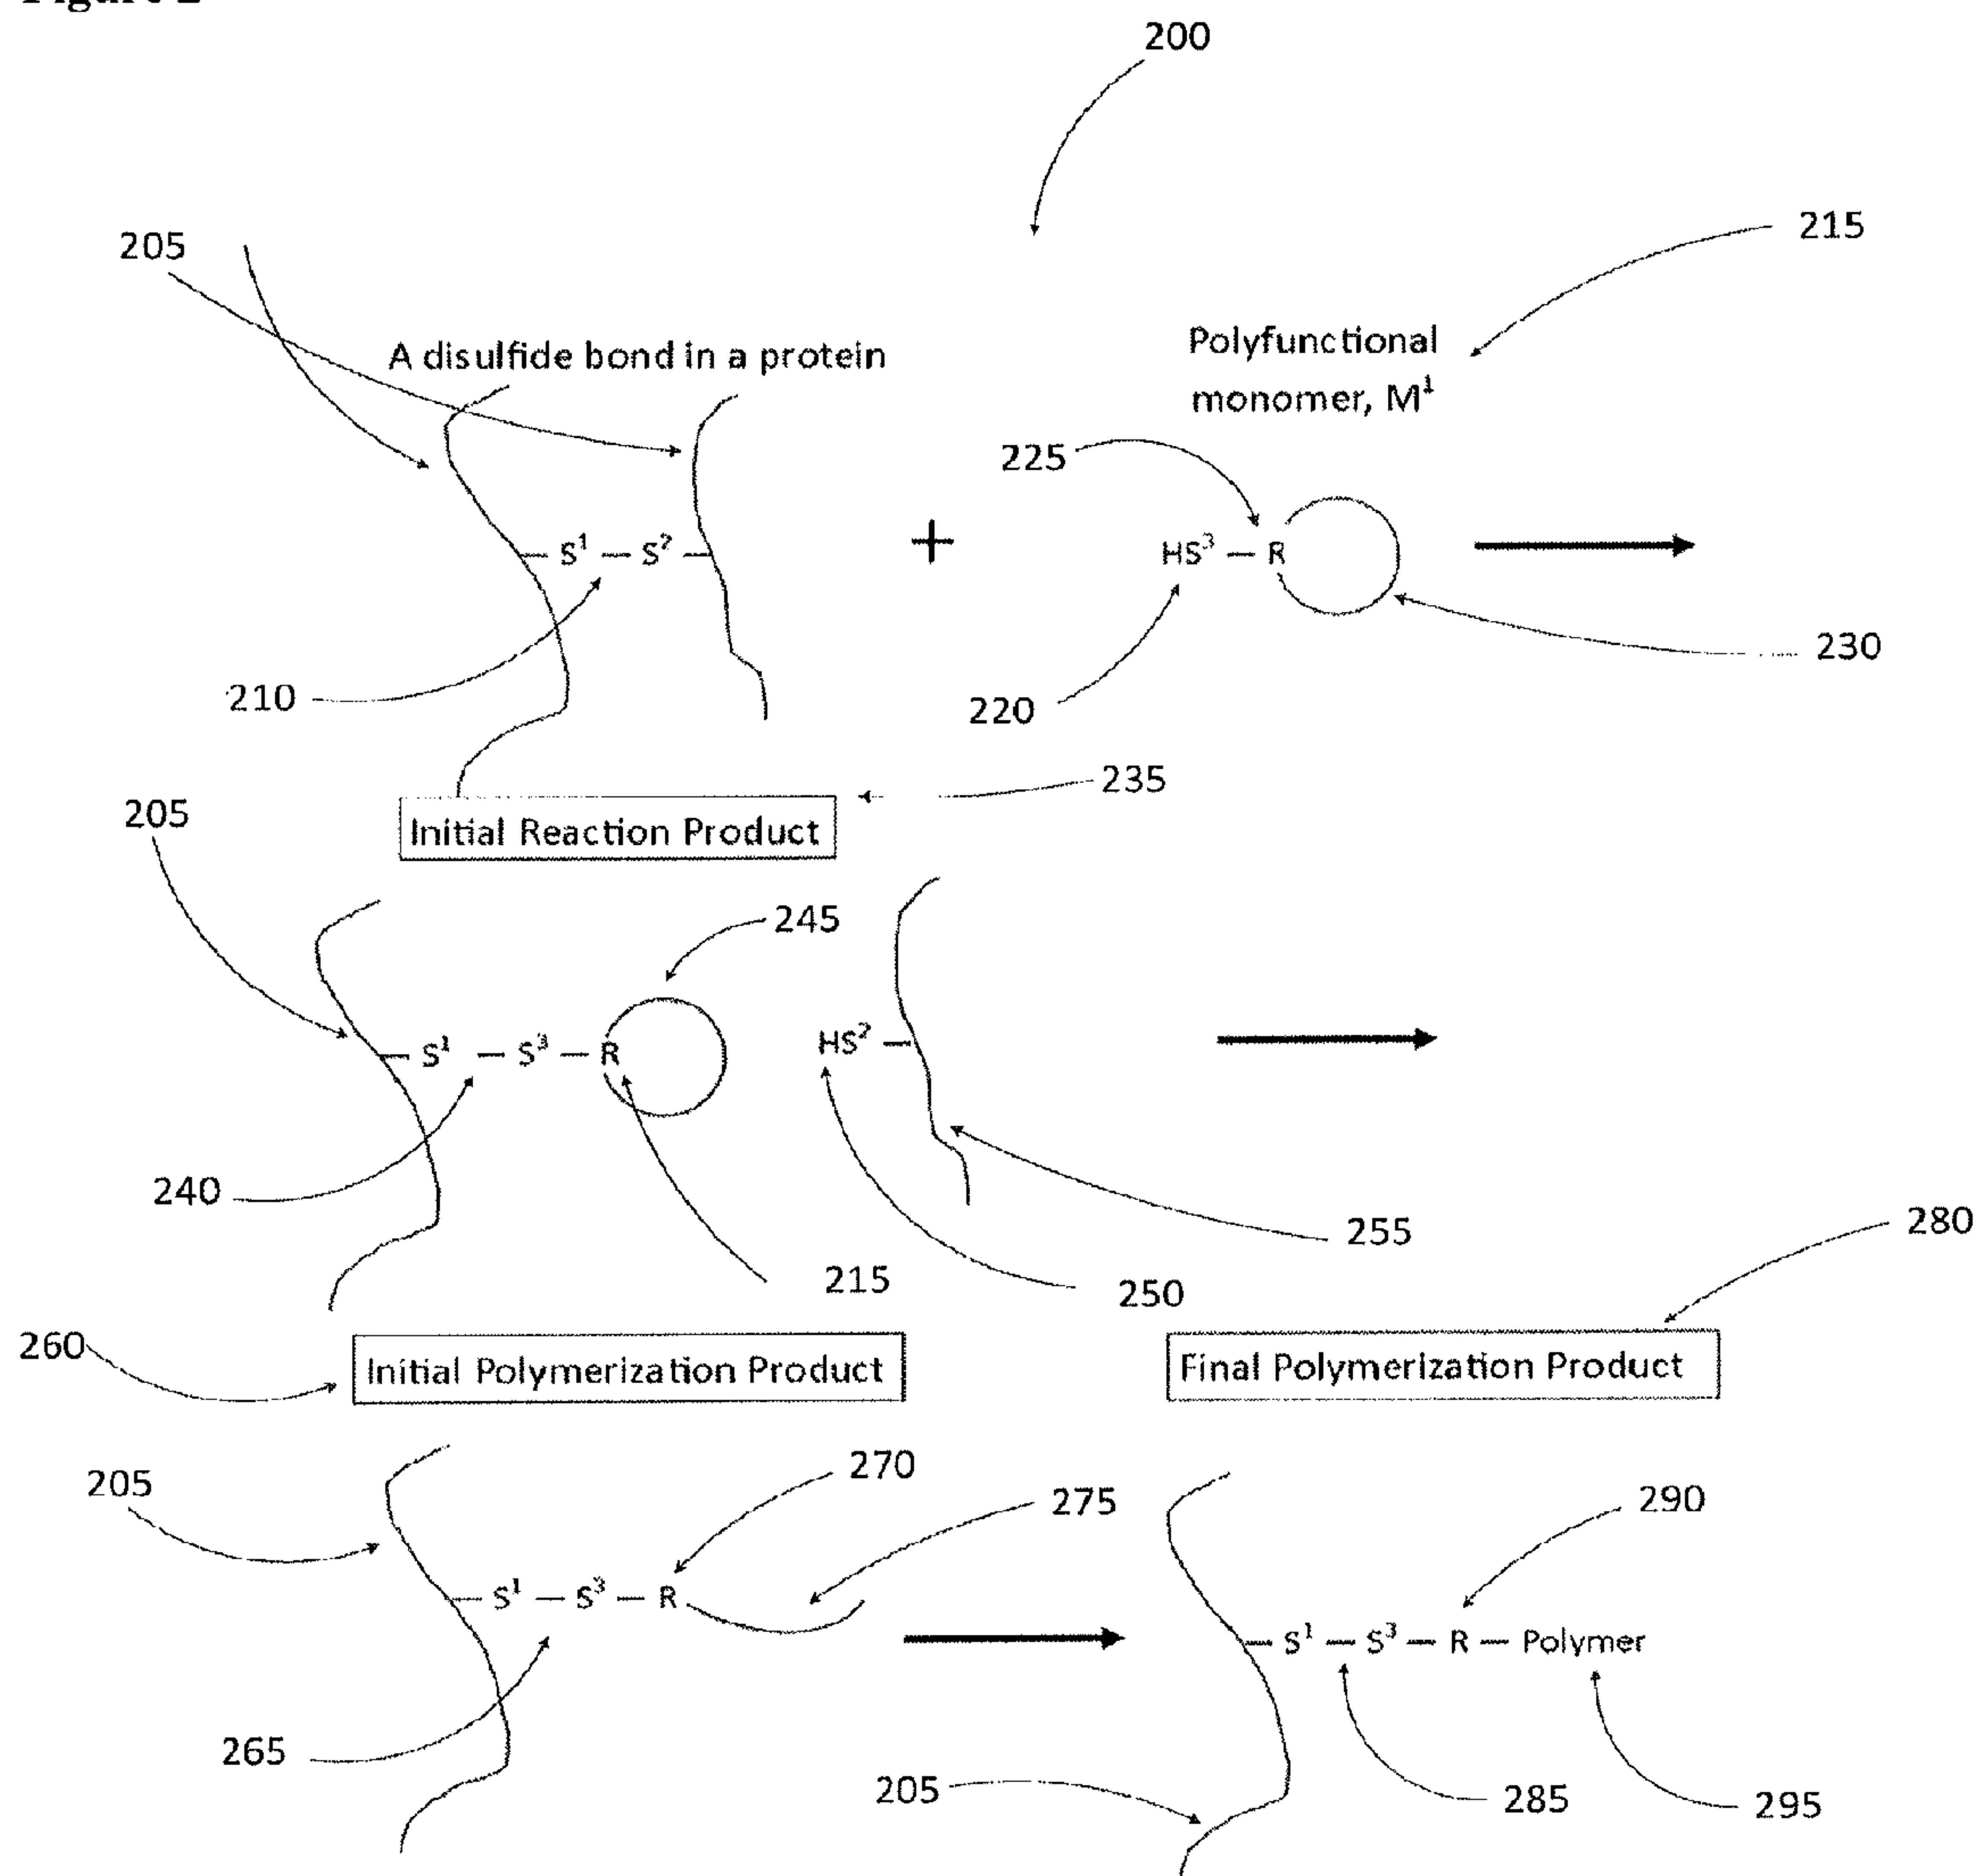 Figure 2
200
205
215
A disulfide bond in a protein
Polyfunctional
monomer, M¹
225
S¹ — S² —
+
HS³ — R
210
220
230
235
Initial Reaction Product
205
245
S¹ — S³ — R
HS² —
240
215
250
255
260
Initial Polymerization Product
280
Final Polymerization Product
205
270
275
290
S¹ — S³ — R
S¹ — S³ — R — Polymer
265
205
285
295